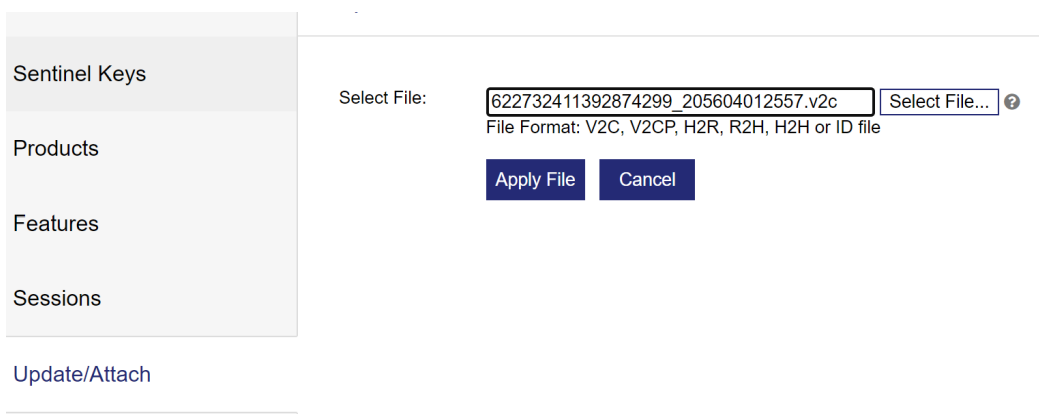 Sentinel Keys
Products
Features
Sessions
Update/Attach
Select File:
622732411392874299_205604012557.v2c
Select File...
?
File Format: V2C, V2CP, H2R, R2H, H2H or ID file
Apply File
Cancel